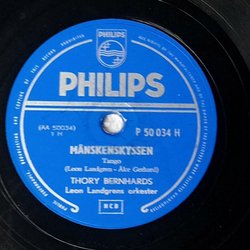 PHILIPS
PHILIPS
(AA 50034)
1 H
P 50 034 H
MÅNSKENSKYSSEN
Tango
(Leon Landgren - Åke Gerhard)
THORY BERNHARDS
Leon Landgrens orkester
NCB